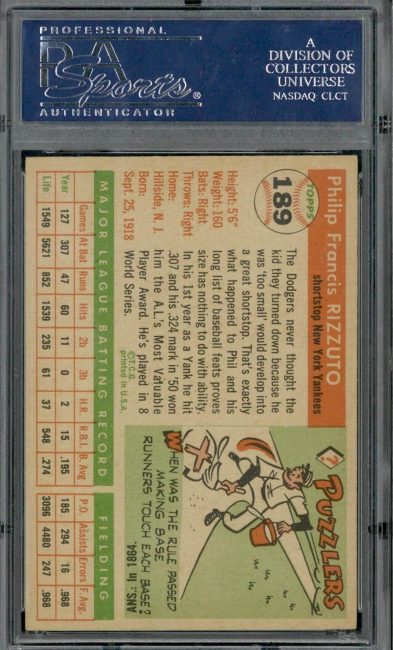 PROFESSIONAL
PSA
Sports®
AUTHENTICATOR
A
DIVISION OF
COLLECTORS
UNIVERSE
NASDAQ CLCT
TOPPS
189
Philip Francis RIZZUTO
shortstop New York Yankees
Height: 5'6"
Weight: 160
Bats: Right
Throws: Right
Home:
Hillside, N. J.
Born:
Sept. 25, 1918
The Dodgers never thought the
kid they turned down because he
was 'too small' would develop into
a great shortstop. That's exactly
what happened to Phil and his
long list of baseball feats proves
size has nothing to do with ability.
In his 1st year as a Yank he hit
307 and his .324 mark in '50 won
him the A.L.'s Most Valuable
Player Award. He's played in 8
World Series.
©T.C.G.
printed in U.S.A.
?
PUZZLERS
WHEN WAS THE RULE PASSED
MAKING BASE
RUNNERS TOUCH EACH BASE?
ANS: IN 1864.
MAJOR LEAGUE BATTING RECORD
FIELDING
Games At Bat Runs Hits 2b 3b H.R. R.B.I. B. Avg
P.O. Assists Errors F. Avg.
Year 127 307 47 60 11 0 2 15 .195
185 294 16 .968
Life 1549 5621 852 1539 235 61 37 548 .274
3096 4480 247 .968